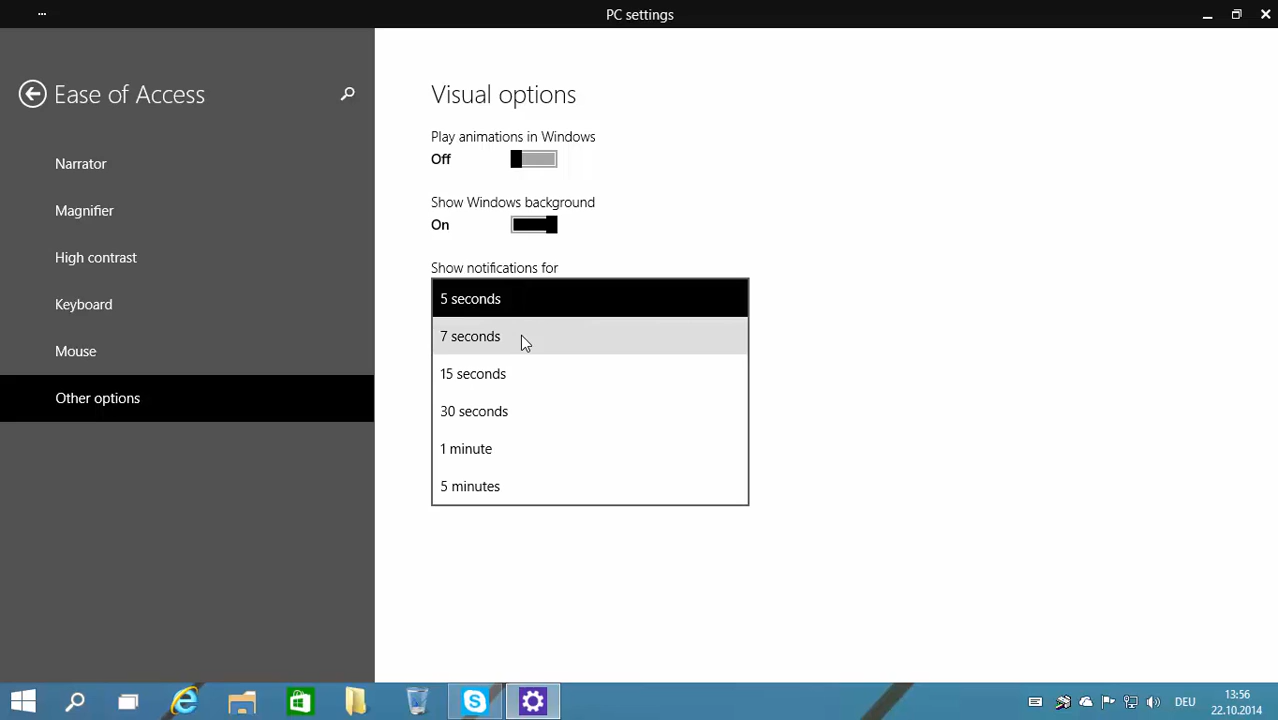 PC settings
Ease of Access
Narrator
Magnifier
High contrast
Keyboard
Mouse
Other options
Visual options
Play animations in Windows
Off
Show Windows background
On
Show notifications for
5 seconds
7 seconds
15 seconds
30 seconds
1 minute
5 minutes
DEU
13:56
22.10.2014